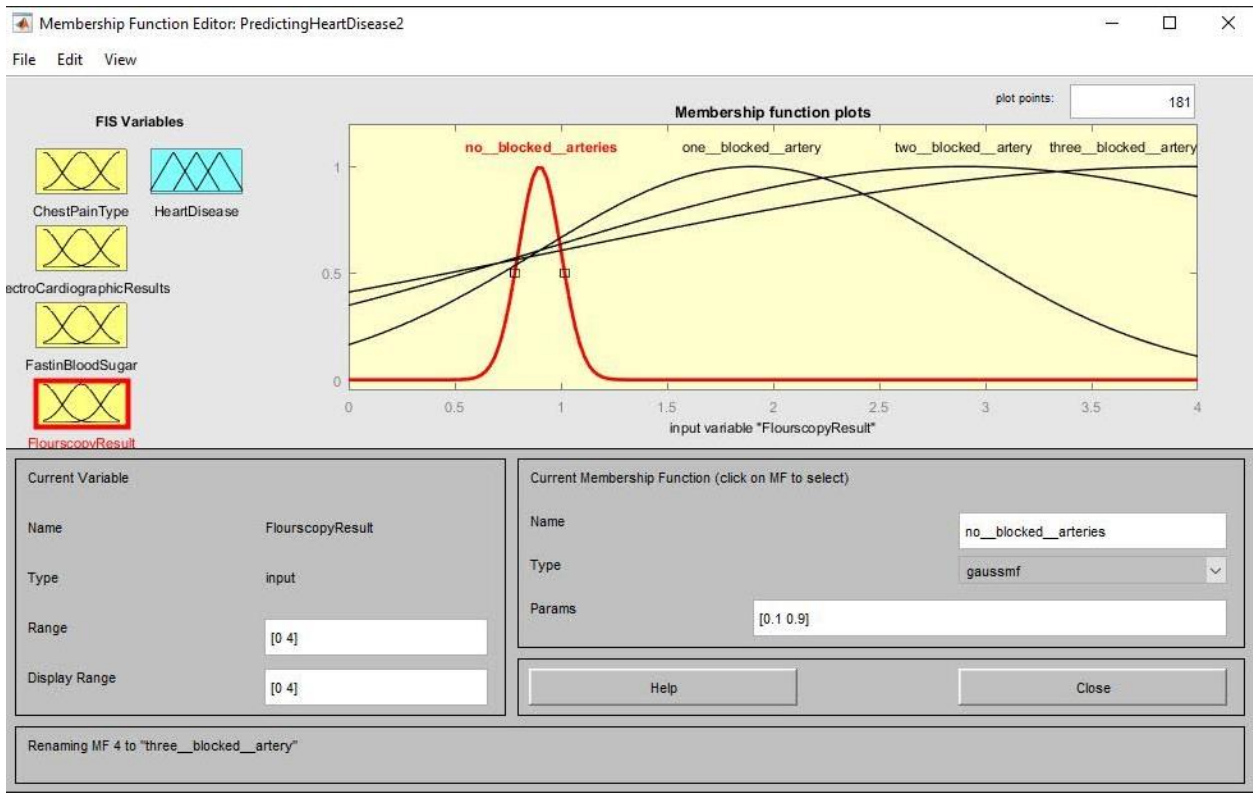 Membership Function Editor: PredictingHeartDisease2
File Edit View
FIS Variables
ChestPainType
HeartDisease
ectroCardiographicResults
FastinBloodSugar
FlourscopyResult
plot points:
181
Membership function plots
no__blocked__arteries
one__blocked__artery
two__blocked__artery
three__blocked__artery
1
0.5
0
0 0.5 1 1.5 2 2.5 3 3.5 4
input variable "FlourscopyResult"
Current Variable
Name FlourscopyResult
Type input
Range [0 4]
Display Range [0 4]
Current Membership Function (click on MF to select)
Name no__blocked__arteries
Type gaussmf
Params [0.1 0.9]
Help
Close
Renaming MF 4 to "three__blocked__artery"